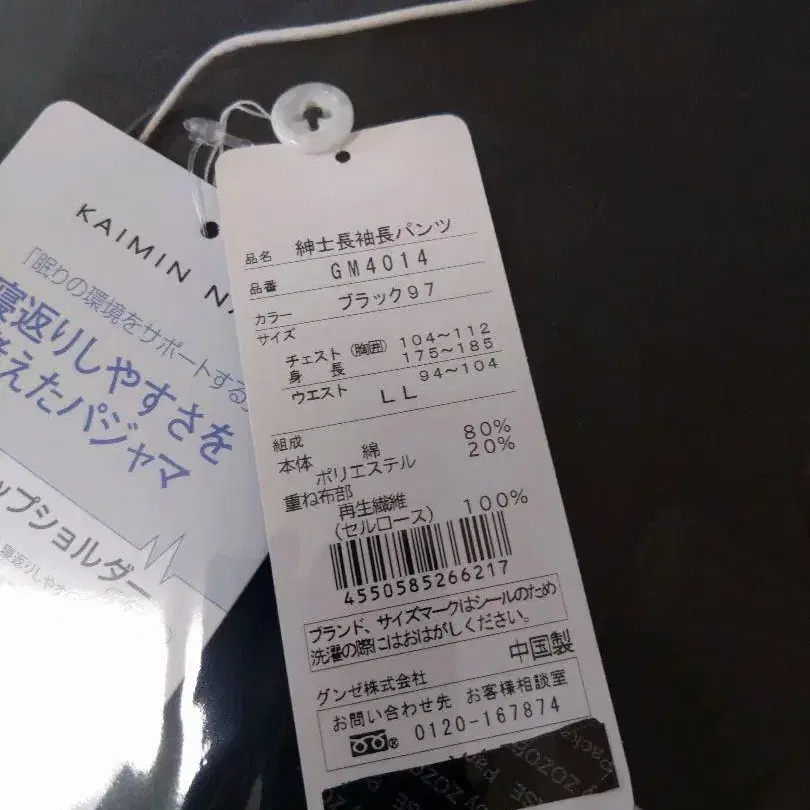 KAIMIN NA
「眠りの環境をサポートする」
寝返りしやすさを
考えたパジャマ
ップショルダー
品名 紳士長袖長パンツ
品番 GM4014
カラー ブラック97
サイズ
チェスト(胸囲) 104〜112
身長 175〜185
ウエスト 94〜104
LL
組成
本体 綿 80%
ポリエステル 20%
重ね布部
再生繊維 100%
(セルロース)
4550585266217
ブランド、サイズマークはシールのため
洗濯の際にはおはがしください。
中国製
グンゼ株式会社
お問い合わせ先 お客様相談室
0120-167874